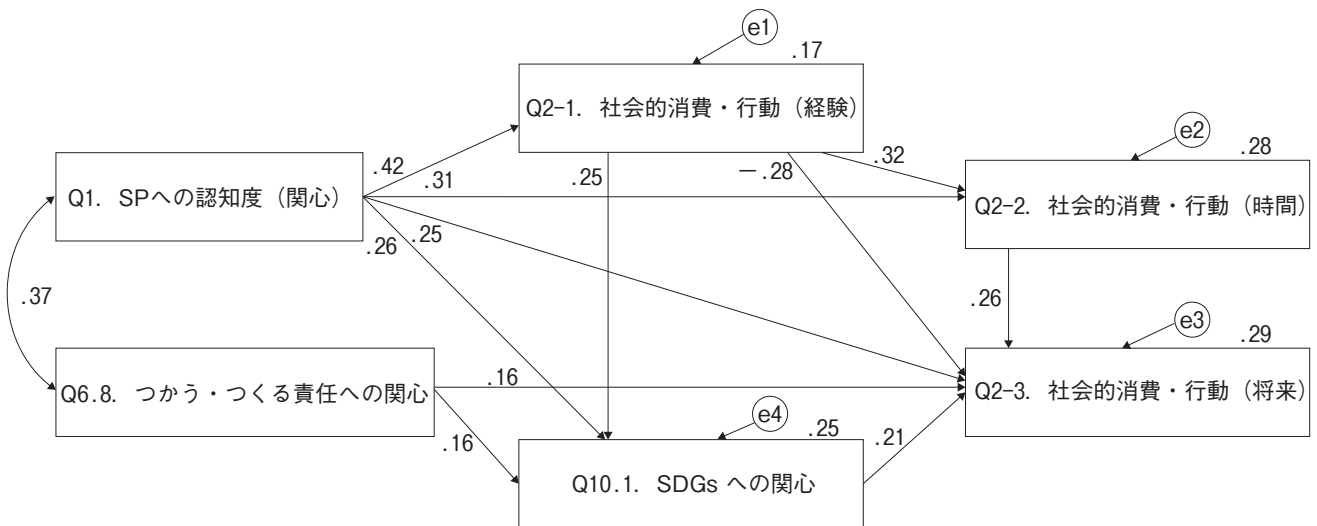 e1
.17
Q2-1. 社会的消費・行動（経験）
e2
.28
.42
.32
.31
.25
－.28
Q1. SPへの認知度（関心）
Q2-2. 社会的消費・行動（時間）
.26
.25
.37
.26
e3
.29
Q6.8. つかう・つくる責任への関心
.16
Q2-3. 社会的消費・行動（将来）
e4
.25
.21
.16
Q10.1. SDGs への関心